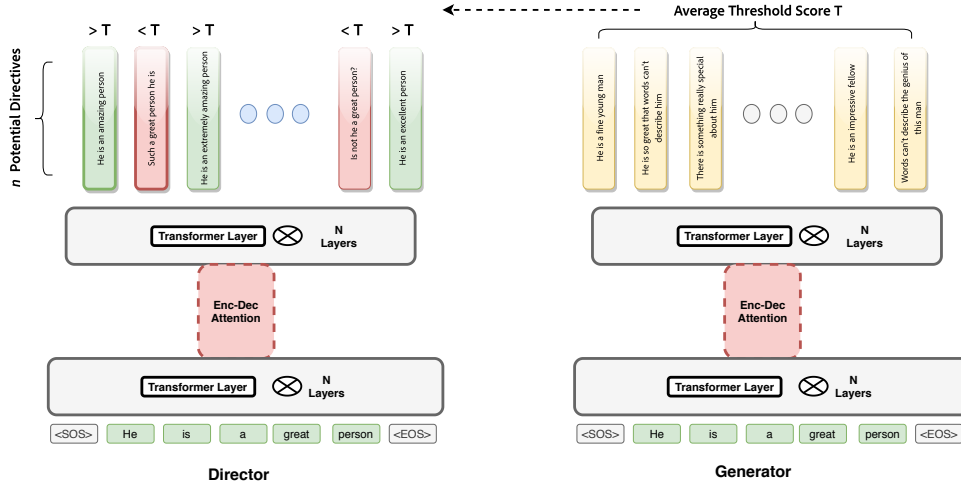 Average Threshold Score T
> T
< T
> T
< T
> T
n Potential Directives
He is an amazing person
Such a great person he is
He is an extremely amazing person
Is not he a great person?
He is an excellent person
He is a fine young man
He is so great that words can't
describe him
There is something really special
about him
He is an impressive fellow
Words can't describe the genius of
this man
Transformer Layer
N
Layers
Transformer Layer
N
Layers
Enc-Dec
Attention
Enc-Dec
Attention
Transformer Layer
N
Layers
Transformer Layer
N
Layers
<SOS> He is a great person <EOS>
<SOS> He is a great person <EOS>
Director
Generator